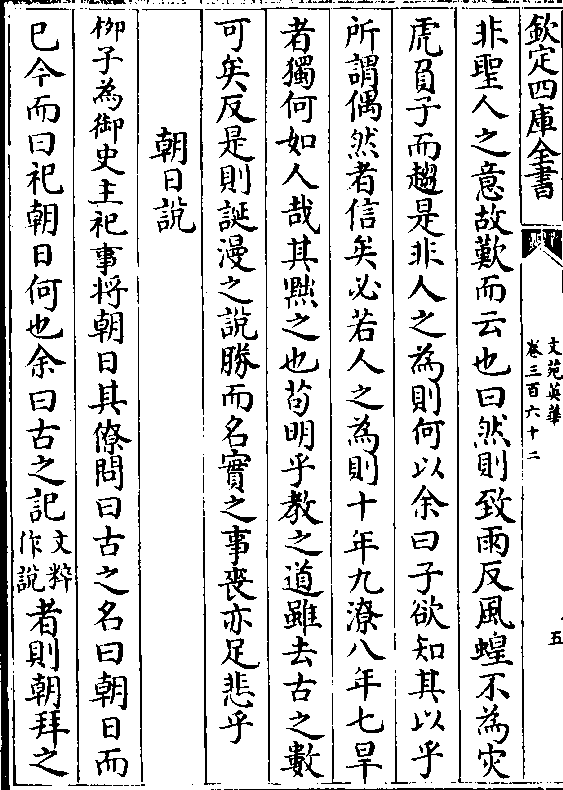 欽定四庫全書
文苑英華
卷三百六十二
五
非聖人之意故歎而云也曰然則致雨反風蝗不為灾
虎負子而趨是非人之為則何以余曰子欲知其以乎
所謂偶然者信矣必若人之為則十年九潦八年七旱
者獨何如人哉其黜之也苟明乎教之道雖去古之數
可矣反是則誕漫之說勝而名實之事喪亦足悲乎
朝日說
柳子為御史主祀事将朝日其僚問曰古之名曰朝日而
已今而曰祀朝日何也余曰古之記文粹作說者則朝拜之